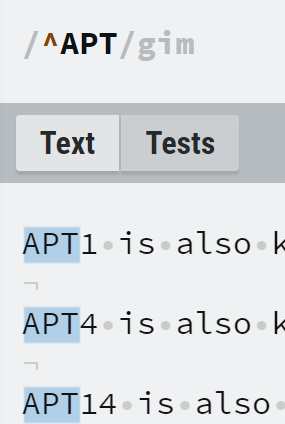 /^APT/gim
Text Tests
APT1·is·also·k
¬
APT4·is·also·k
¬
APT14·is·also·